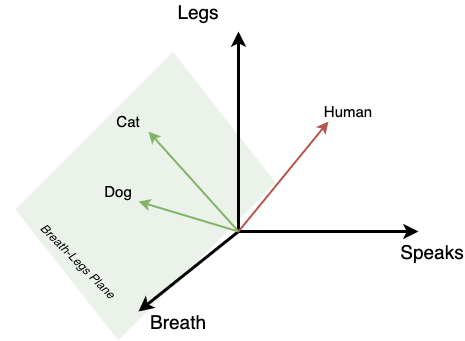 Legs
Human
Cat
Dog
Breath-Legs Plane
Speaks
Breath